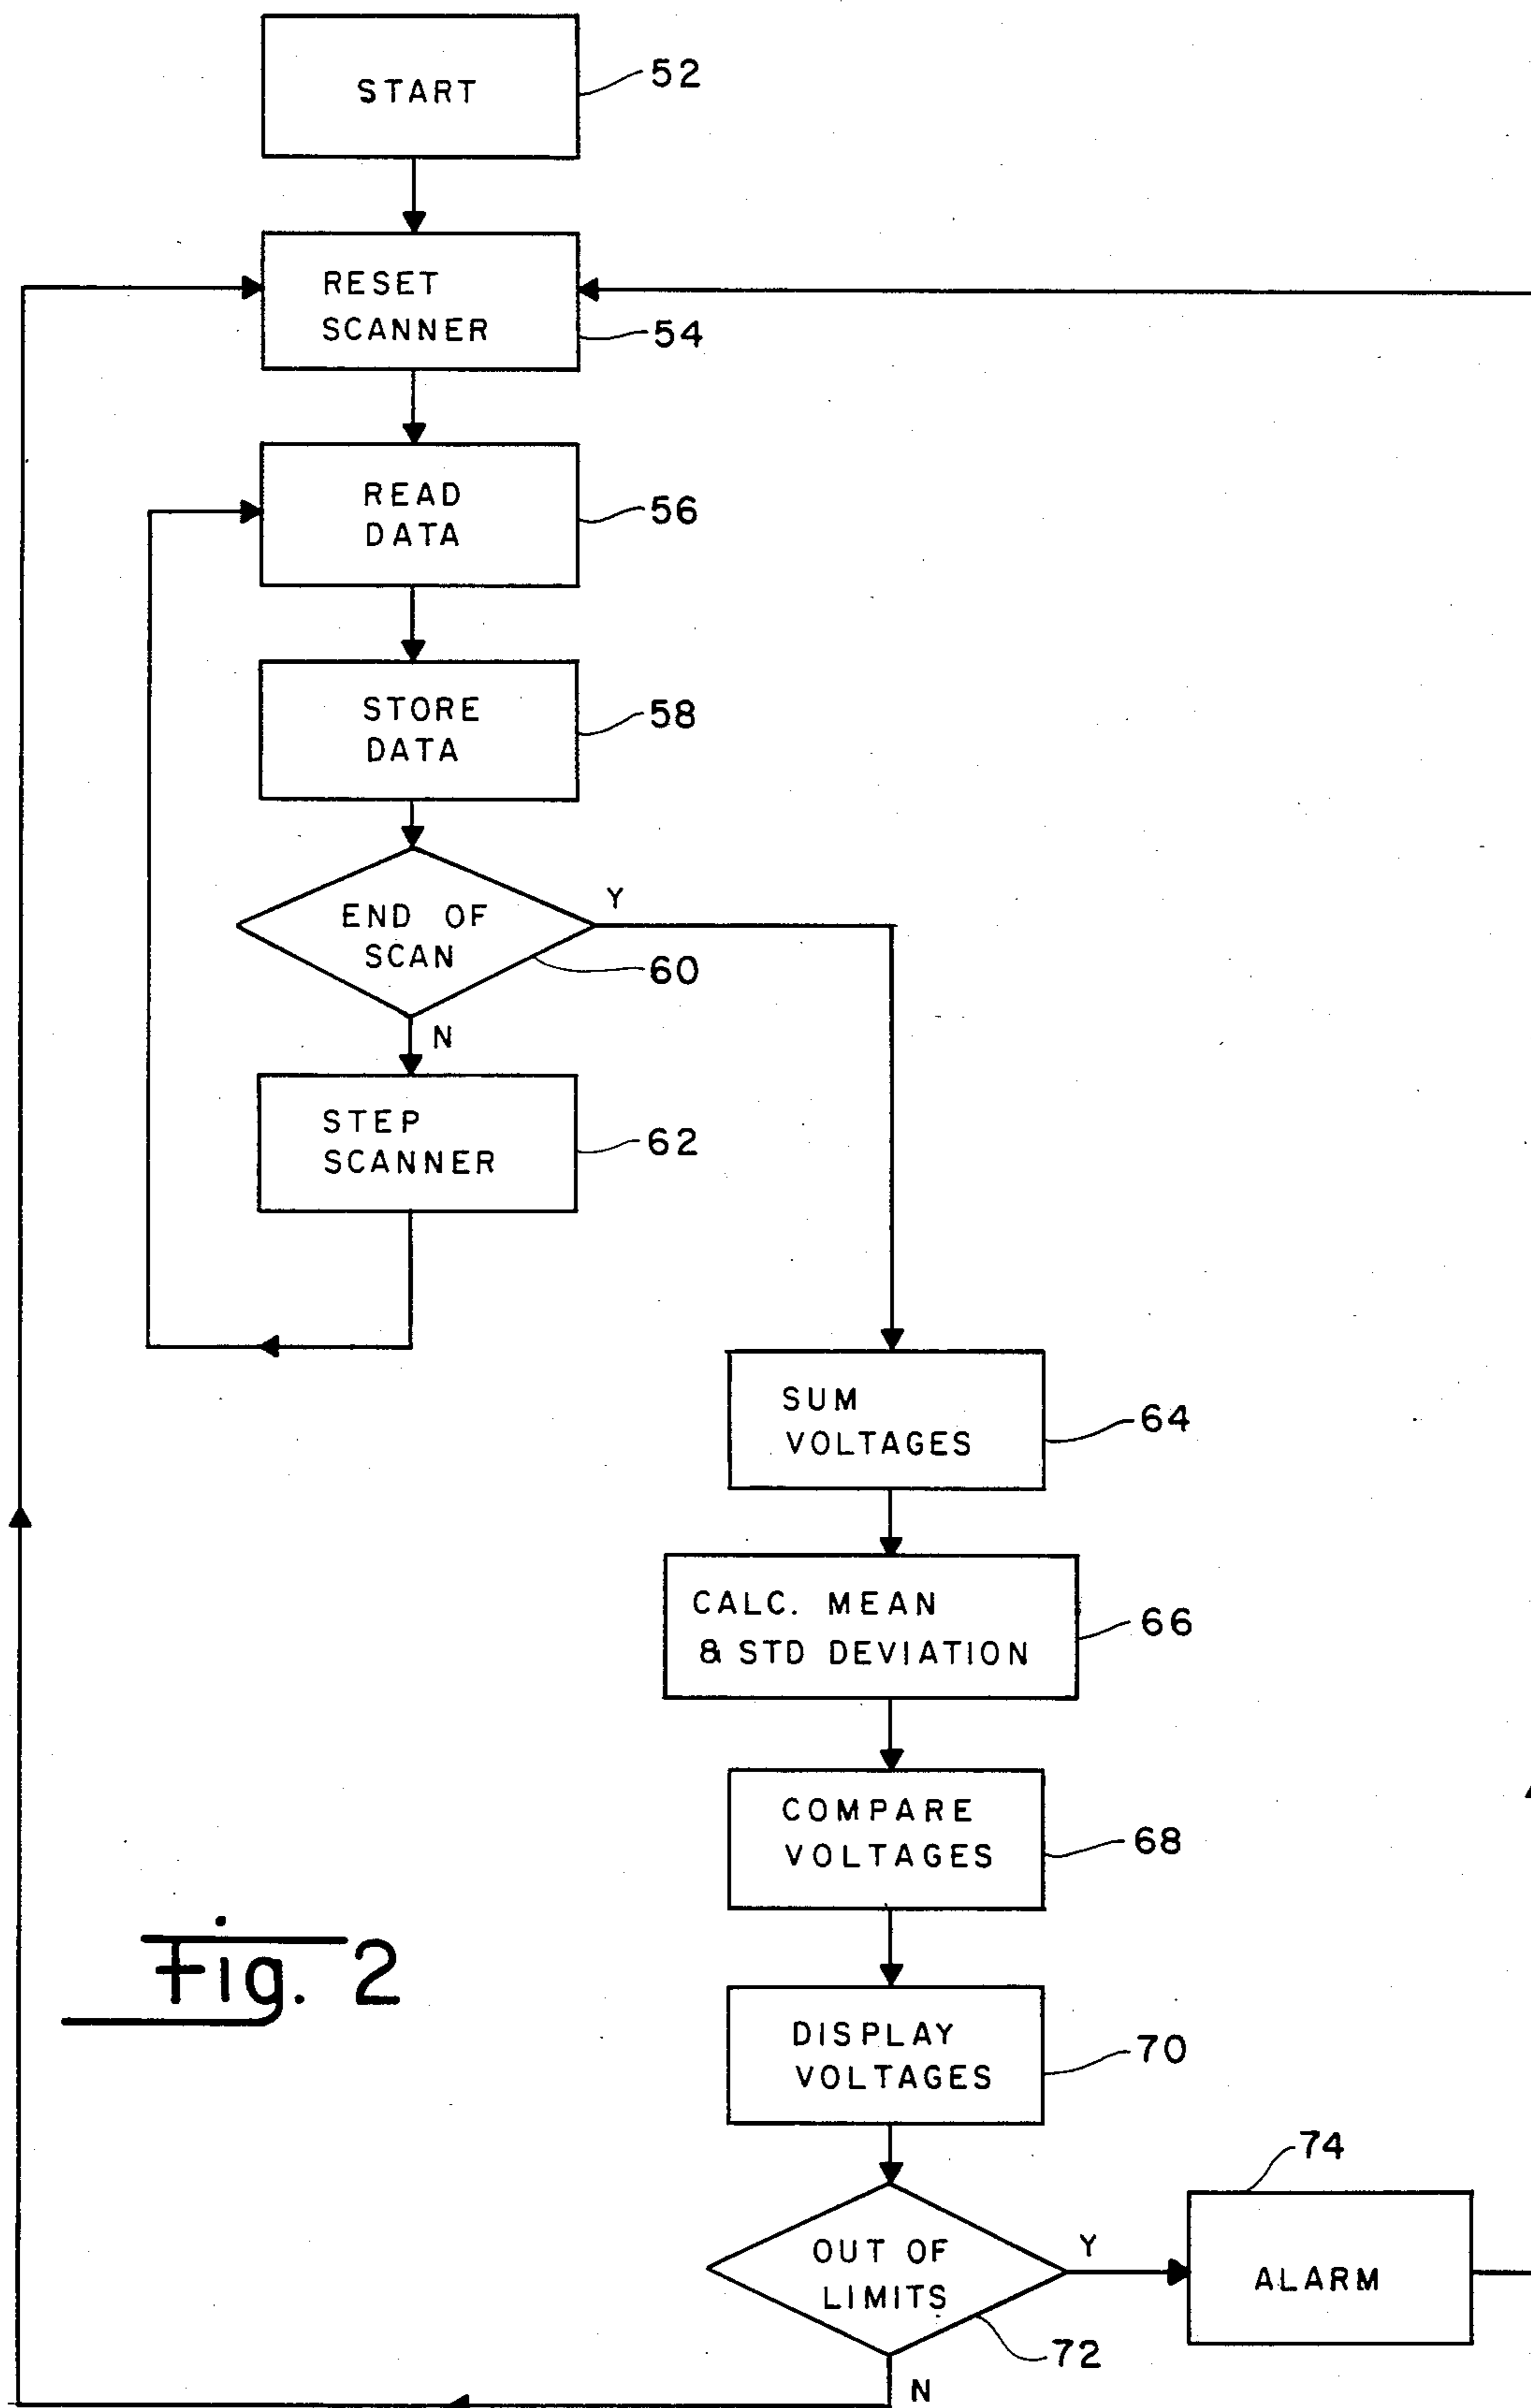 START
52
RESET
SCANNER
54
READ
DATA
56
STORE
DATA
58
Y
END OF
SCAN
60
N
STEP
SCANNER
62
SUM
VOLTAGES
64
CALC. MEAN
& STD DEVIATION
66
COMPARE
VOLTAGES
68
DISPLAY
VOLTAGES
70
OUT OF
LIMITS
72
Y
N
74
ALARM
Fig. 2